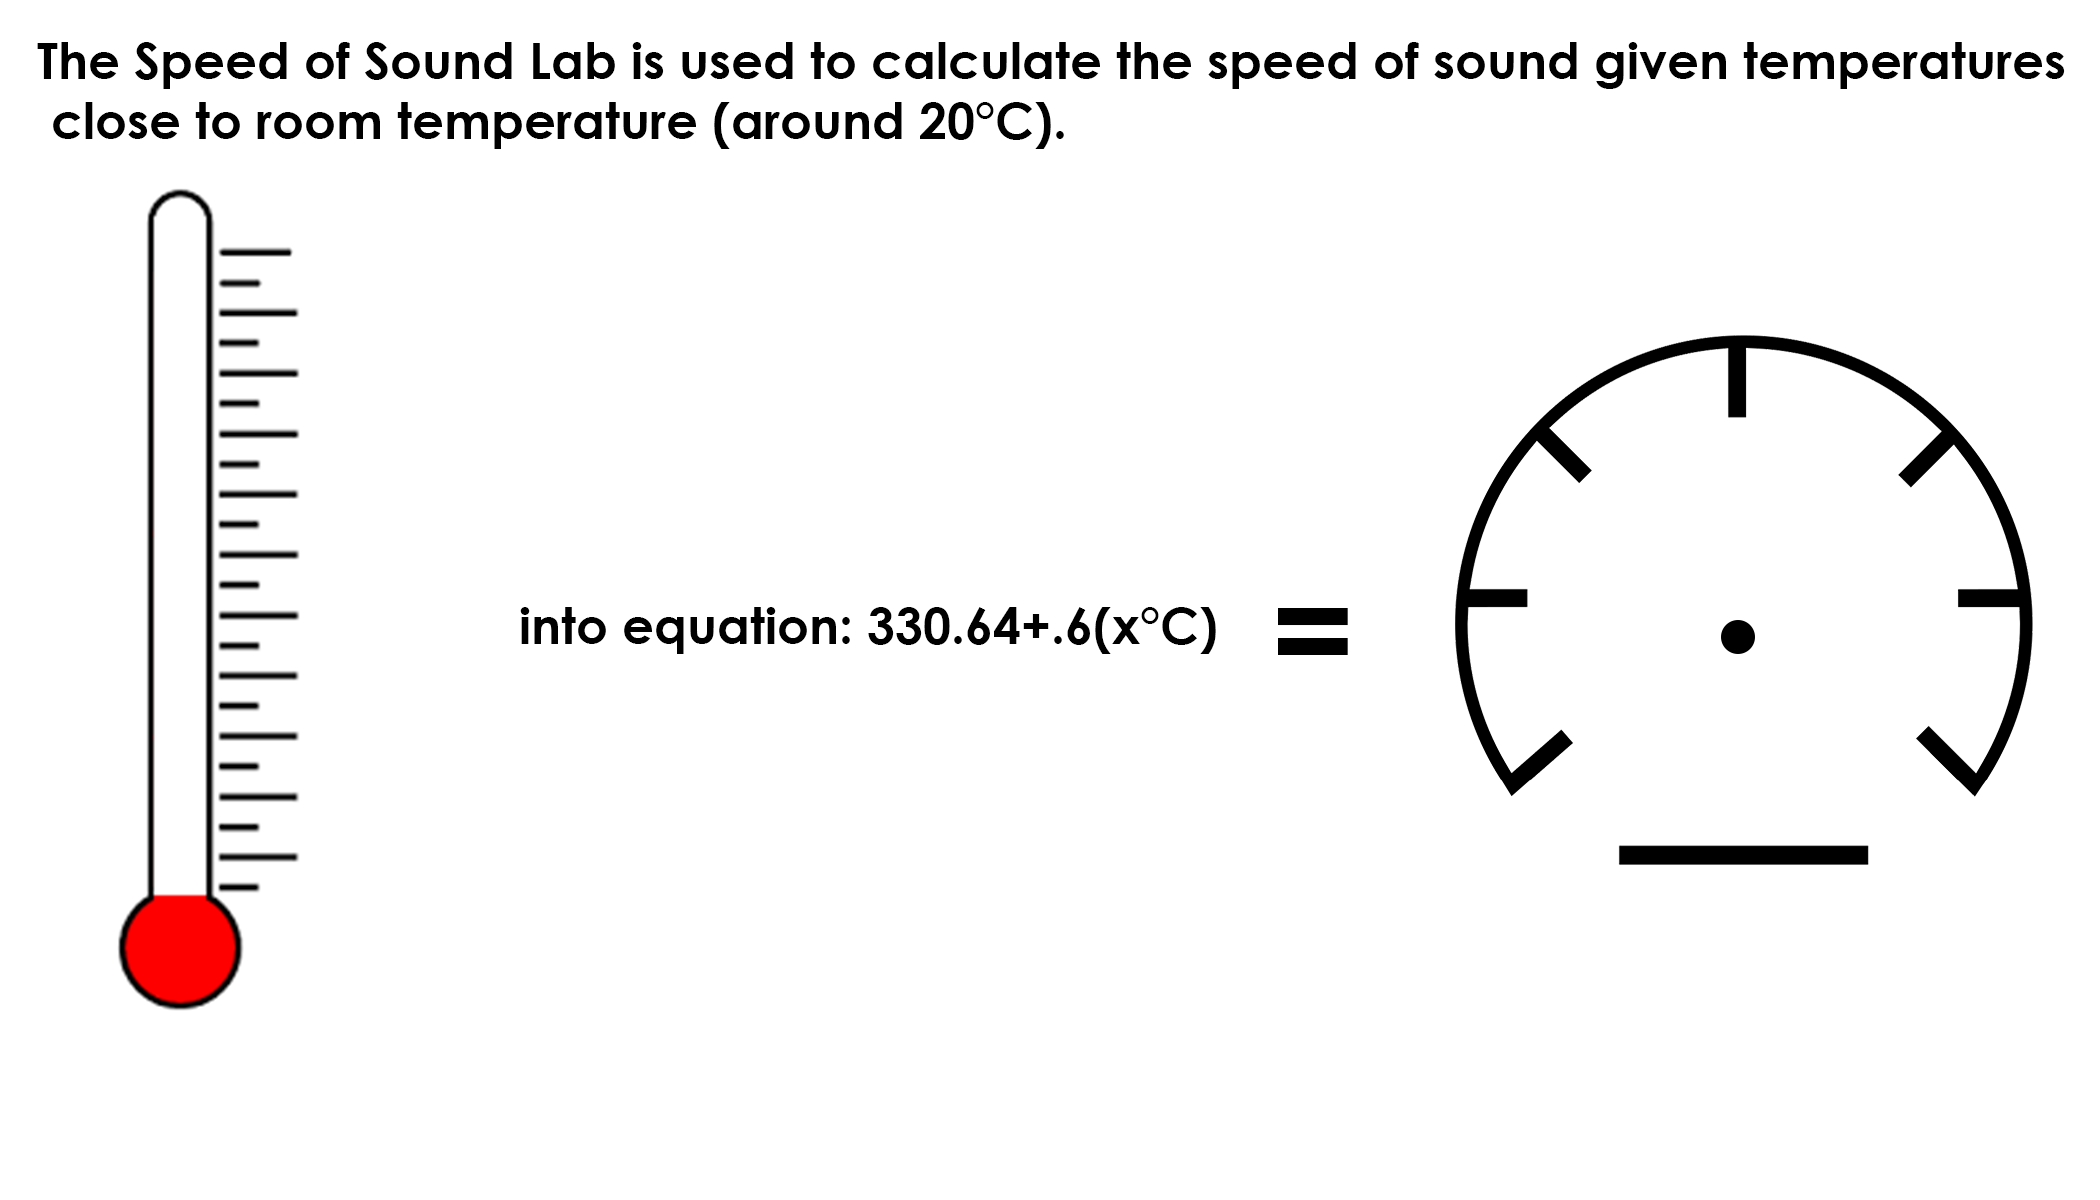 The Speed of Sound Lab is used to calculate the speed of sound given temperatures
close to room temperature (around 20°C).
into equation: 330.64+.6(x°C) =